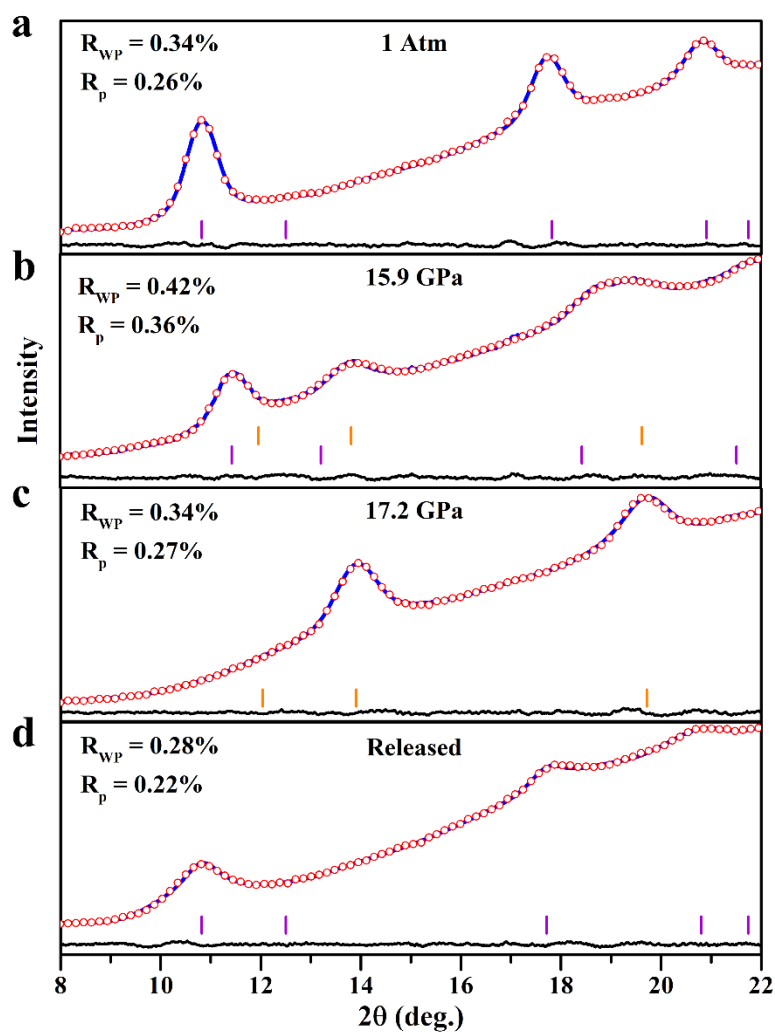 a
R_WP = 0.34%
1 Atm
R_p = 0.26%
b
R_WP = 0.42%
15.9 GPa
R_p = 0.36%
Intensity
c
R_WP = 0.34%
17.2 GPa
R_p = 0.27%
d
R_WP = 0.28%
Released
R_p = 0.22%
8 10 12 14 16 18 20 22
2θ (deg.)